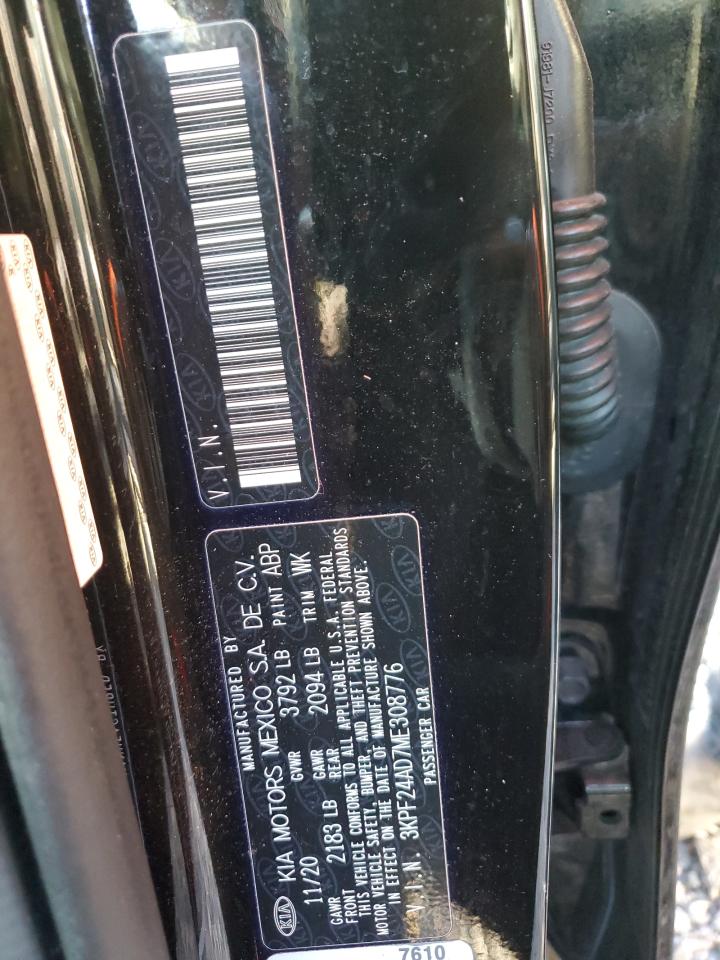 V.I.N.
MANUFACTURED BY
KIA KIA MOTORS MEXICO S.A. DE C.V.
11/20 GVWR 3792 LB PAINT ABP
GAWR FRONT 2183 LB GAWR REAR 2094 LB TRIM WK
THIS VEHICLE CONFORMS TO ALL APPLICABLE U.S.A. FEDERAL
MOTOR VEHICLE SAFETY, BUMPER, AND THEFT PREVENTION STANDARDS
IN EFFECT ON THE DATE OF MANUFACTURE SHOWN ABOVE.
V.I.N. 3KPF24AD7ME308776
PASSENGER CAR
7610